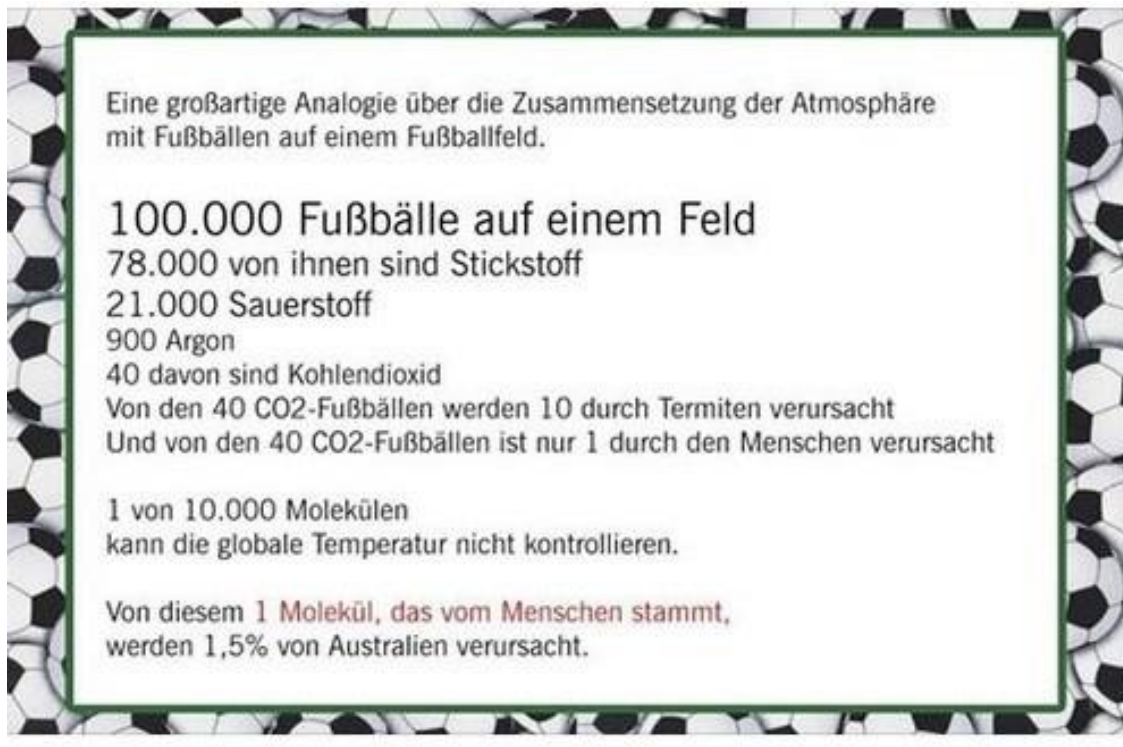 Eine großartige Analogie über die Zusammensetzung der Atmosphäre
mit Fußbällen auf einem Fußballfeld.
100.000 Fußbälle auf einem Feld
78.000 von ihnen sind Stickstoff
21.000 Sauerstoff
900 Argon
40 davon sind Kohlendioxid
Von den 40 CO2-Fußbällen werden 10 durch Termiten verursacht
Und von den 40 CO2-Fußbällen ist nur 1 durch den Menschen verursacht
1 von 10.000 Molekülen
kann die globale Temperatur nicht kontrollieren.
Von diesem 1 Molekül, das vom Menschen stammt,
werden 1,5% von Australien verursacht.